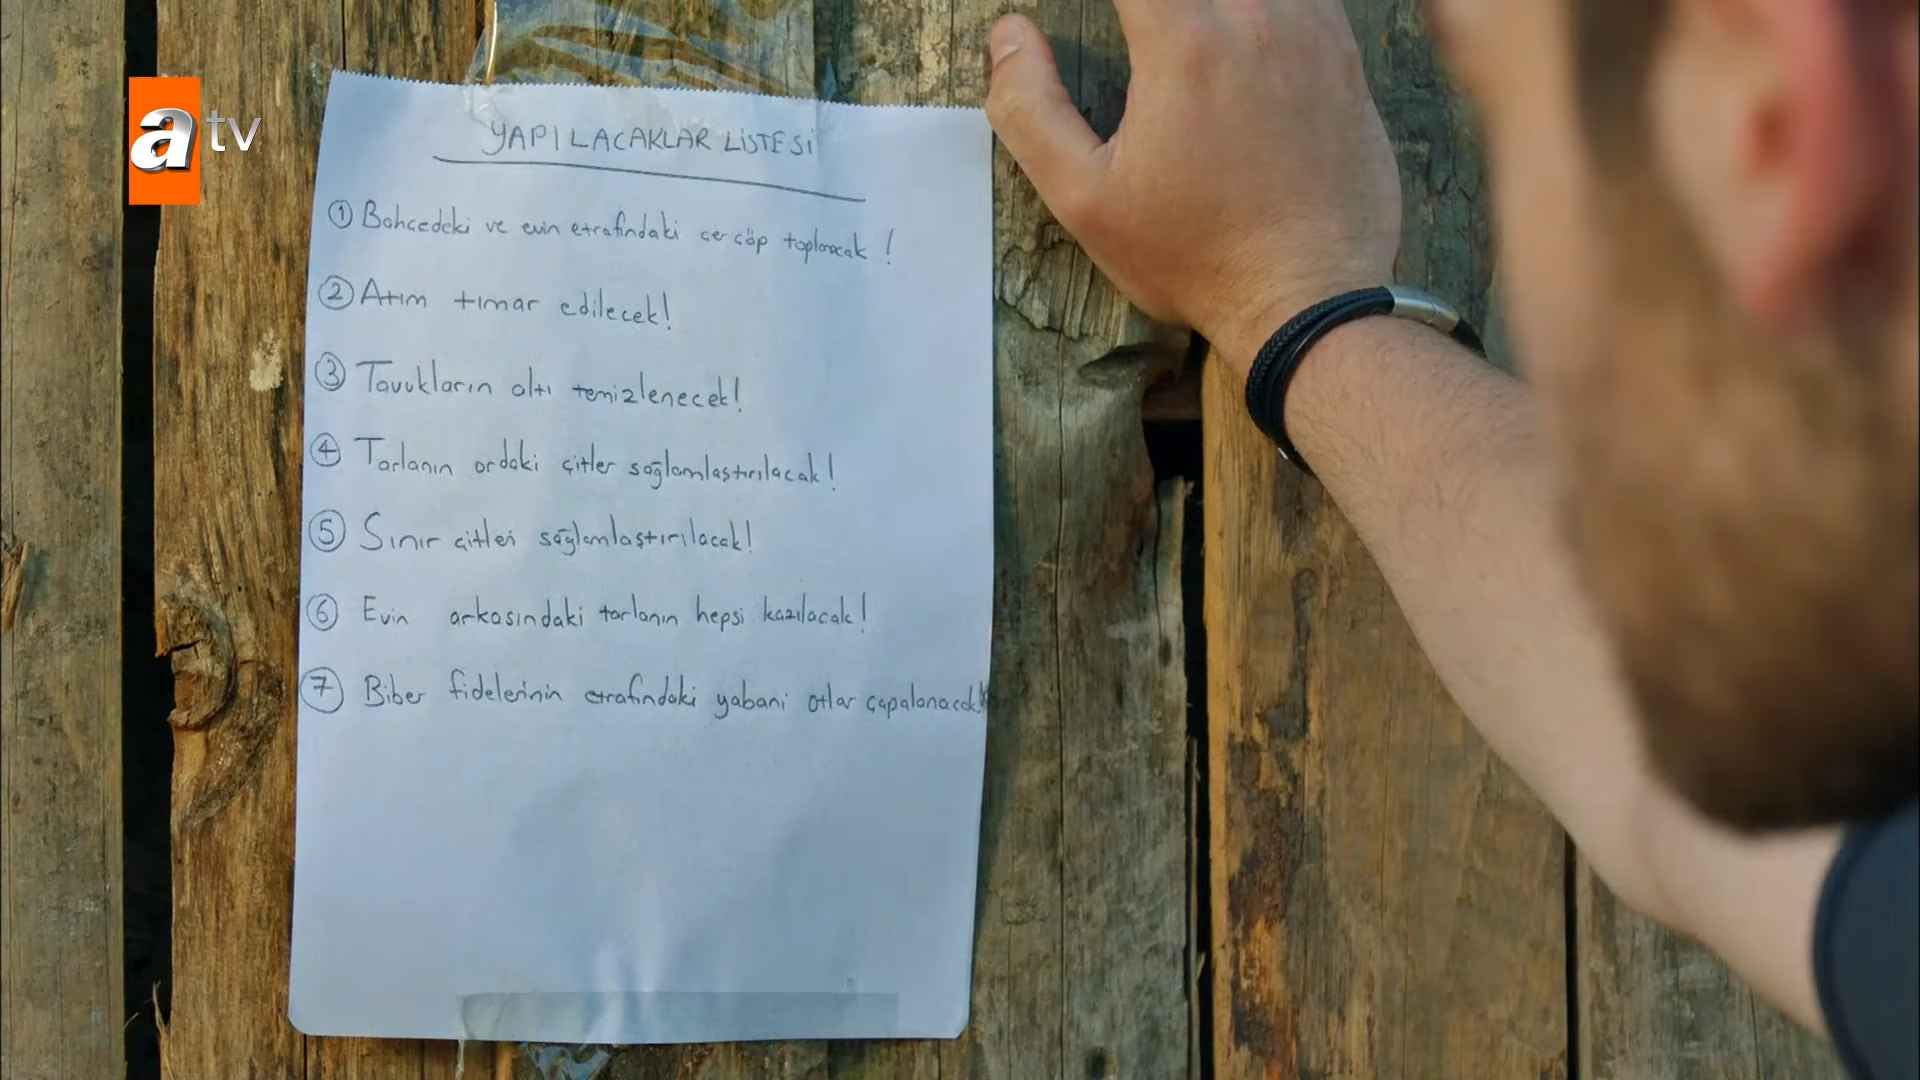 atv
YAPILACAKLAR LİSTESİ
1 Bahçedeki ve evin etrafındaki çer çöp toplanacak !
2 Atım tımar edilecek!
3 Tavukların altı temizlenecek!
4 Tarlanın ordaki çitler sağlamlaştırılacak!
5 Sınır çitleri sağlamlaştırılacak!
6 Evin arkasındaki tarlanın hepsi kazılacak!
7 Biber fidelerinin etrafındaki yabani otlar çapalanacak!